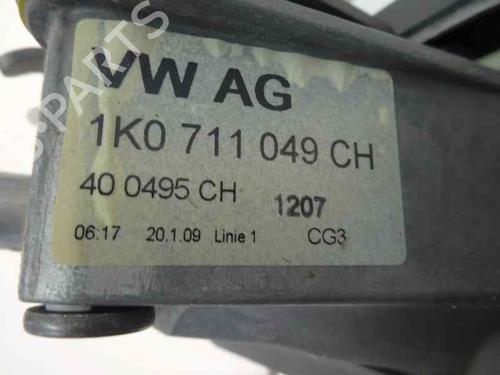 VW AG
1K0 711 049 CH
40 0495 CH 1207
06:17 20.1.09 Linie 1 CG3